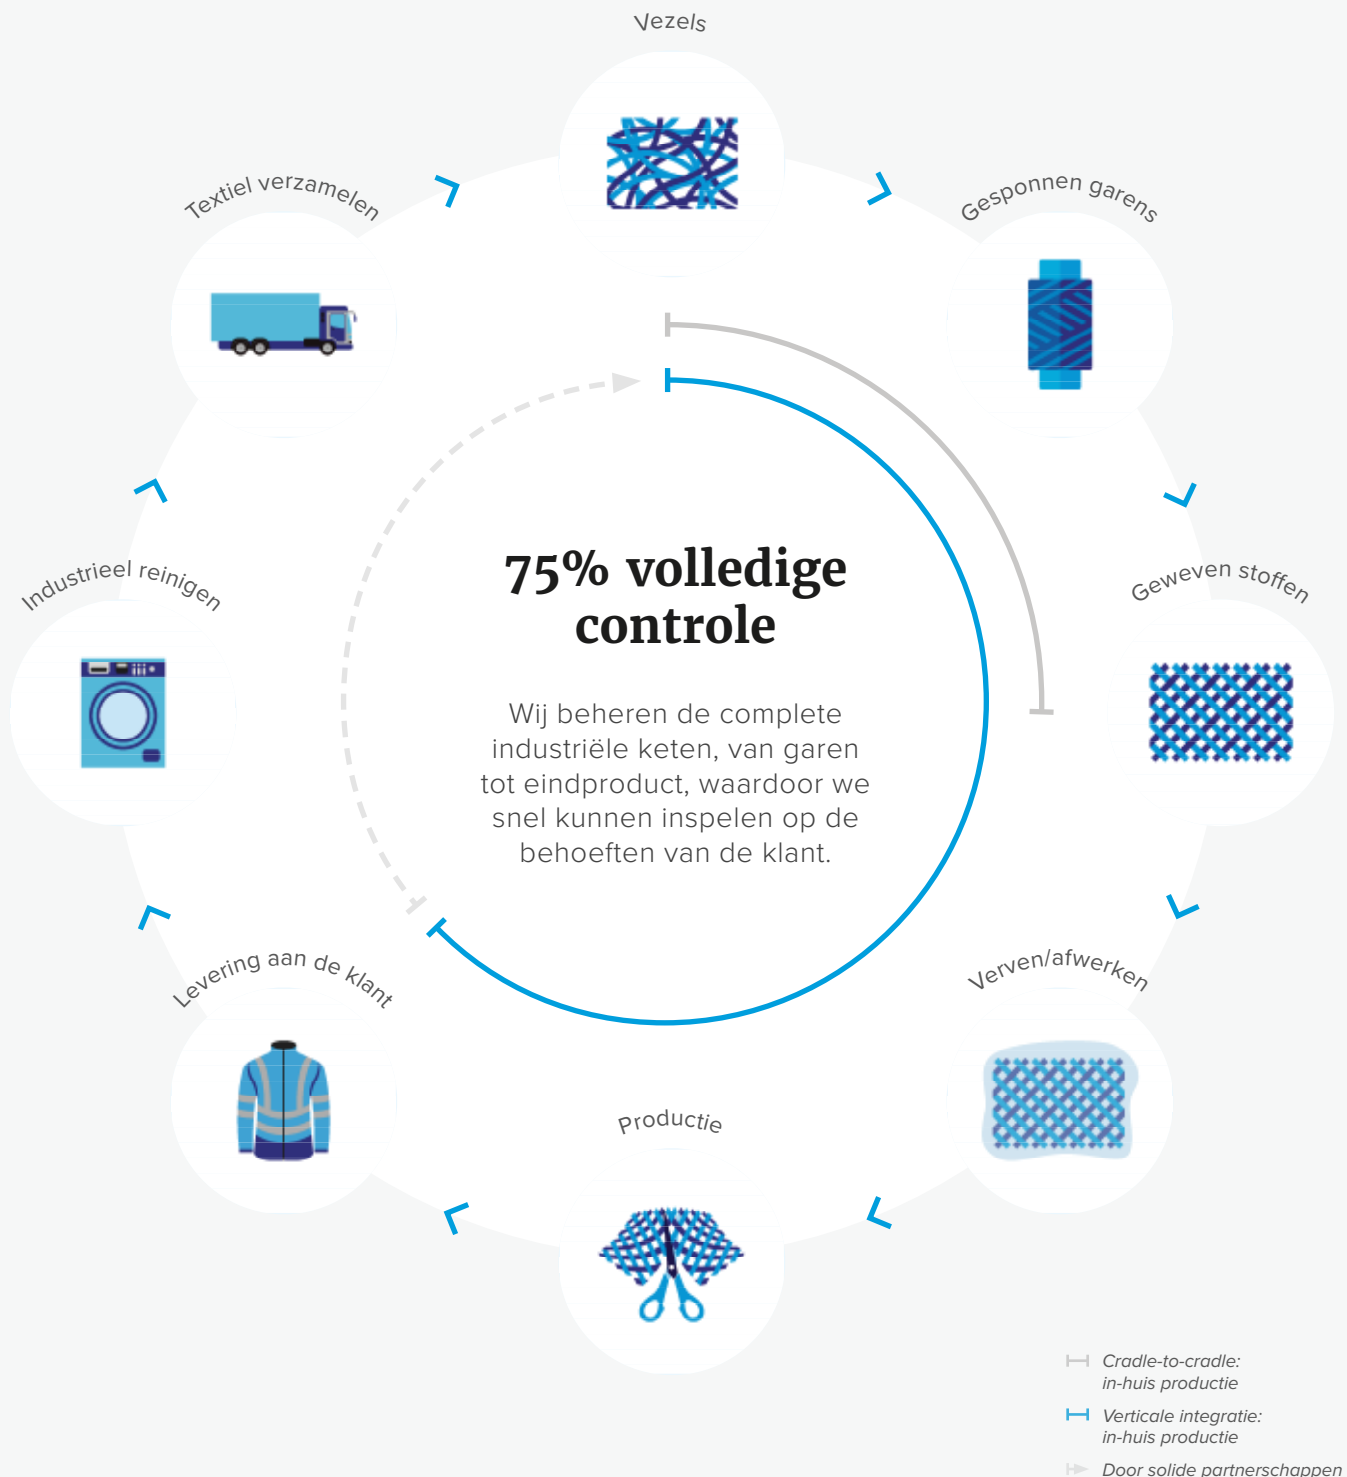 Vezels
Textiel verzamelen
Gesponnen garens
Industrieel reinigen
Geweven stoffen
75% volledige
controle
Wij beheren de complete
industriële keten, van garen
tot eindproduct, waardoor we
snel kunnen inspelen op de
behoeften van de klant.
Levering aan de klant
Verven/afwerken
Productie
Cradle-to-cradle:
in-huis productie
Verticale integratie:
in-huis productie
Door solide partnerschappen